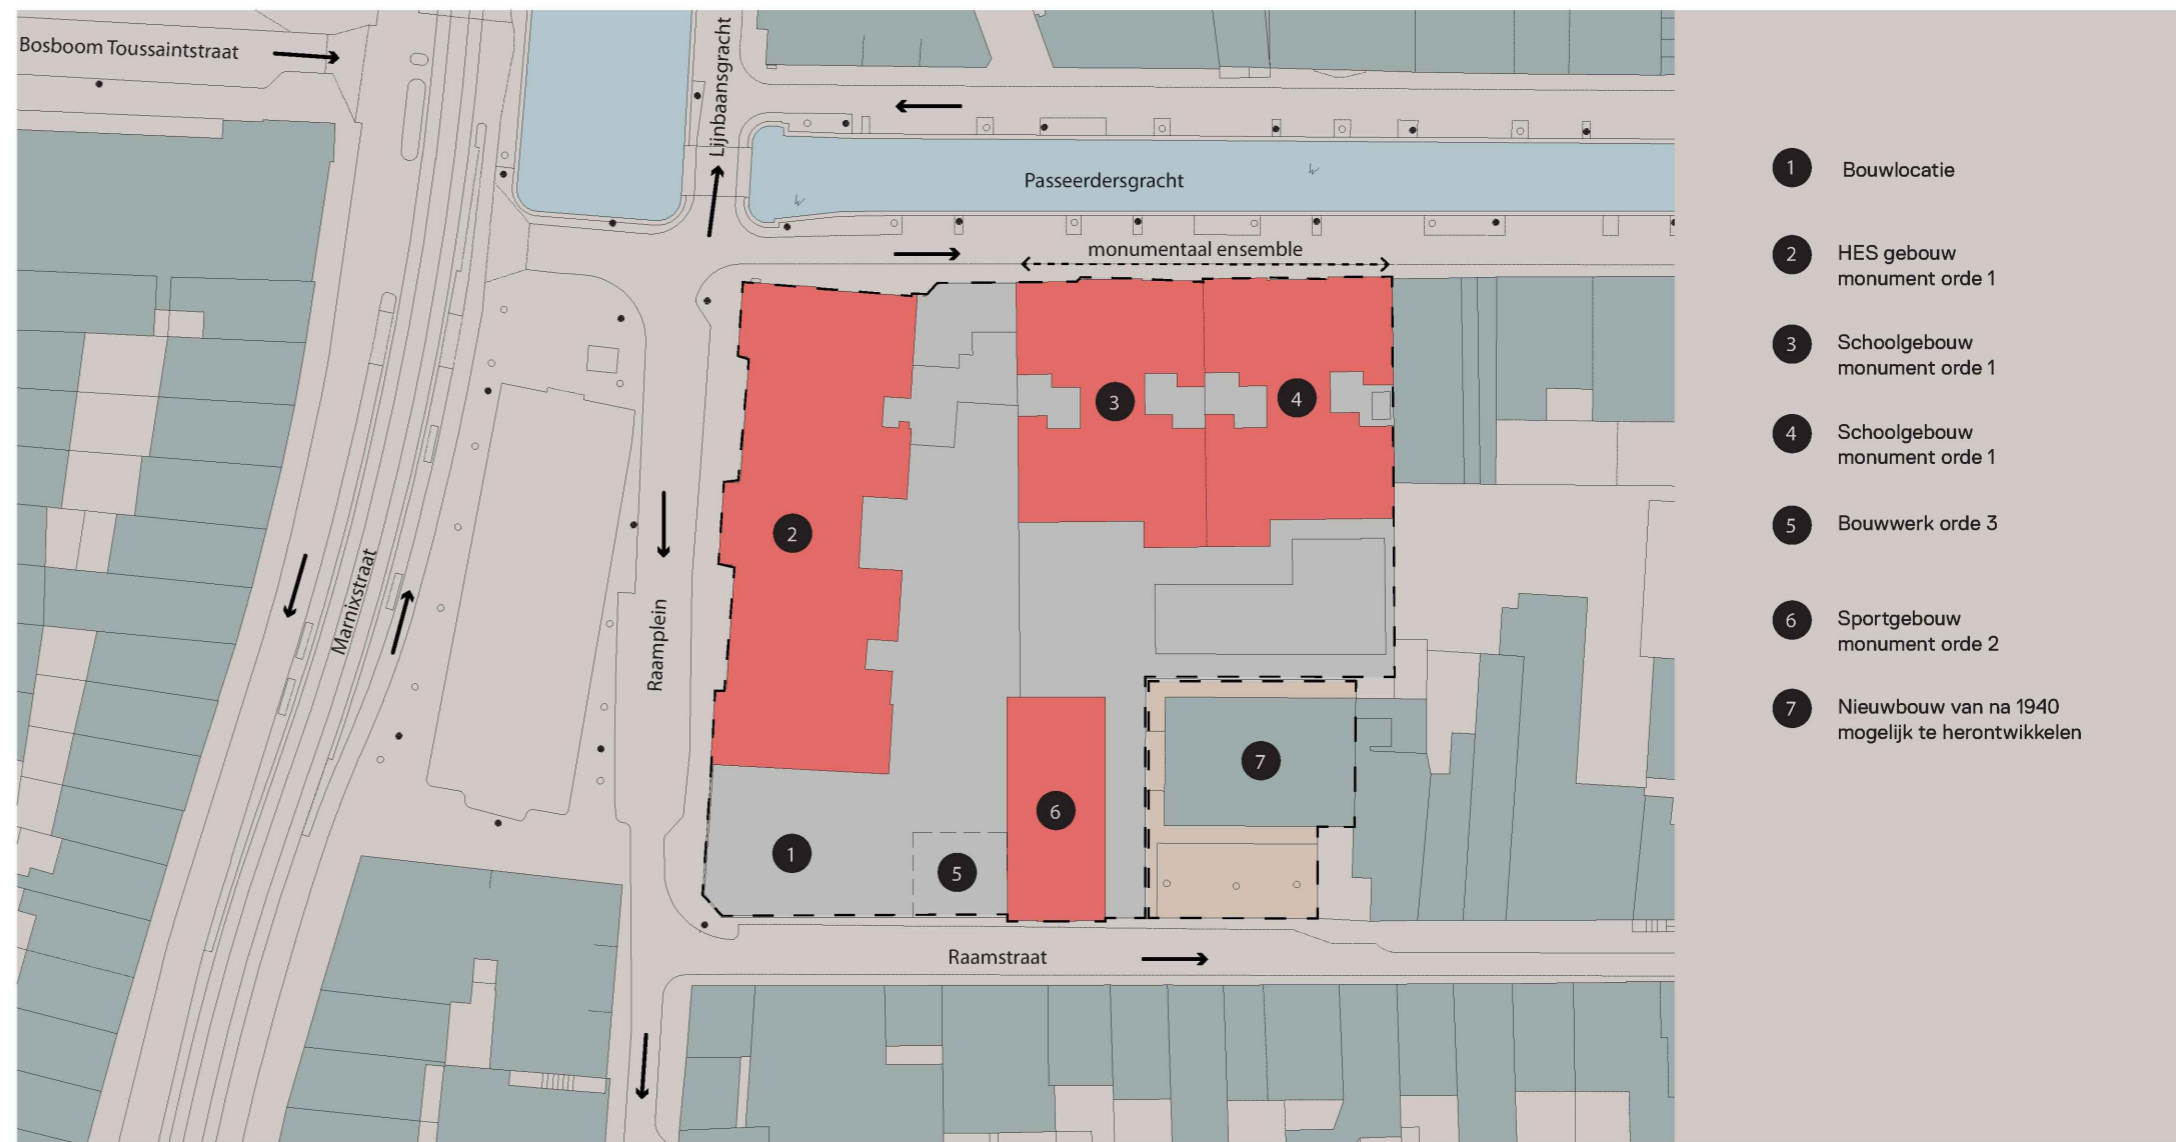 Bosboom Toussaintstraat
Lijnbaansgracht
Passeerdersgracht
monumentaal ensemble
Marnixstraat
Raamplein
Raamstraat
2
3
4
1
5
6
7
1 Bouwlocatie
2 HES gebouw
monument orde 1
3 Schoolgebouw
monument orde 1
4 Schoolgebouw
monument orde 1
5 Bouwwerk orde 3
6 Sportgebouw
monument orde 2
7 Nieuwbouw van na 1940
mogelijk te herontwikkelen